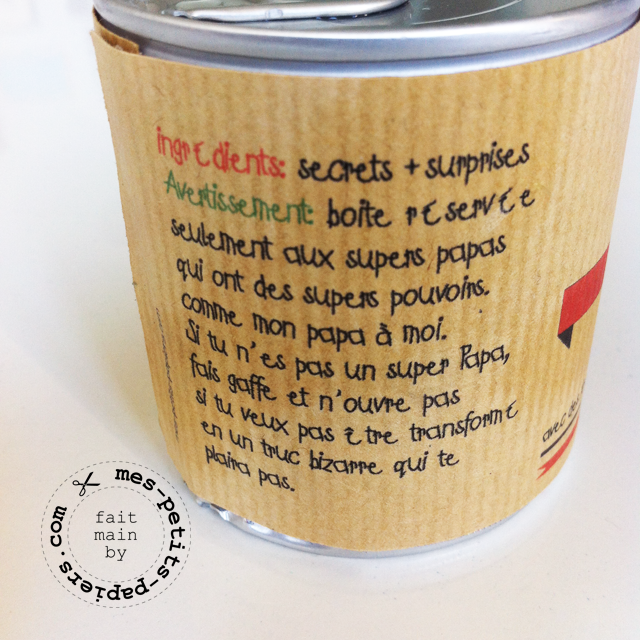 ingrédients: secrets + surprises
Avertissement: boite réservée
seulement aux supers papas
qui ont des supers pouvoirs.
comme mon papa à moi.
Si tu n'es pas un super Papa,
fais gaffe et n'ouvre pas
si tu veux pas être transformé
en un truc bizarre qui te
plaira pas.
avec des
mes-petits-papiers.com
fait
main
by